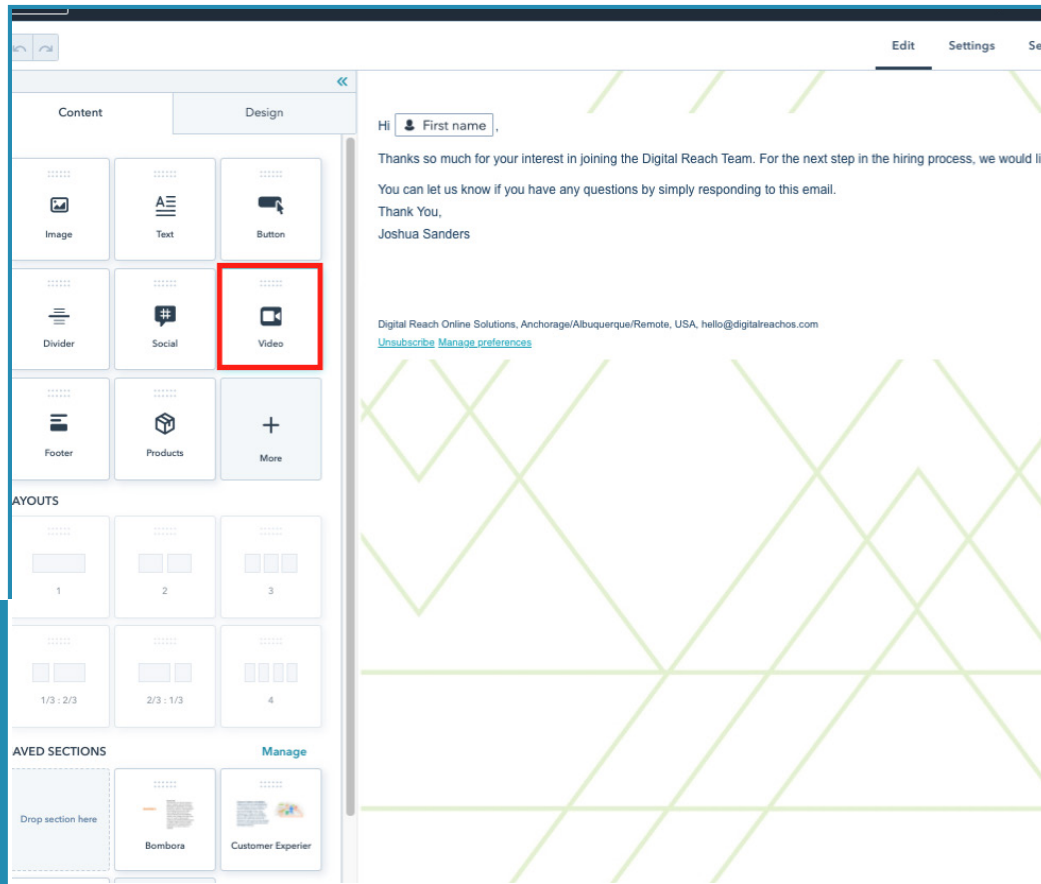 Edit Settings Se
Content Design
Hi First name ,
Thanks so much for your interest in joining the Digital Reach Team. For the next step in the hiring process, we would li
You can let us know if you have any questions by simply responding to this email.
Thank You,
Joshua Sanders
Digital Reach Online Solutions, Anchorage/Albuquerque/Remote, USA, hello@digitalreachos.com
Unsubscribe Manage preferences
Image Text Button
Divider Social Video
Footer Products More
AYOUTS
1 2 3
1/3 : 2/3 2/3 : 1/3 4
AVED SECTIONS Manage
Drop section here
Bombora Customer Experier